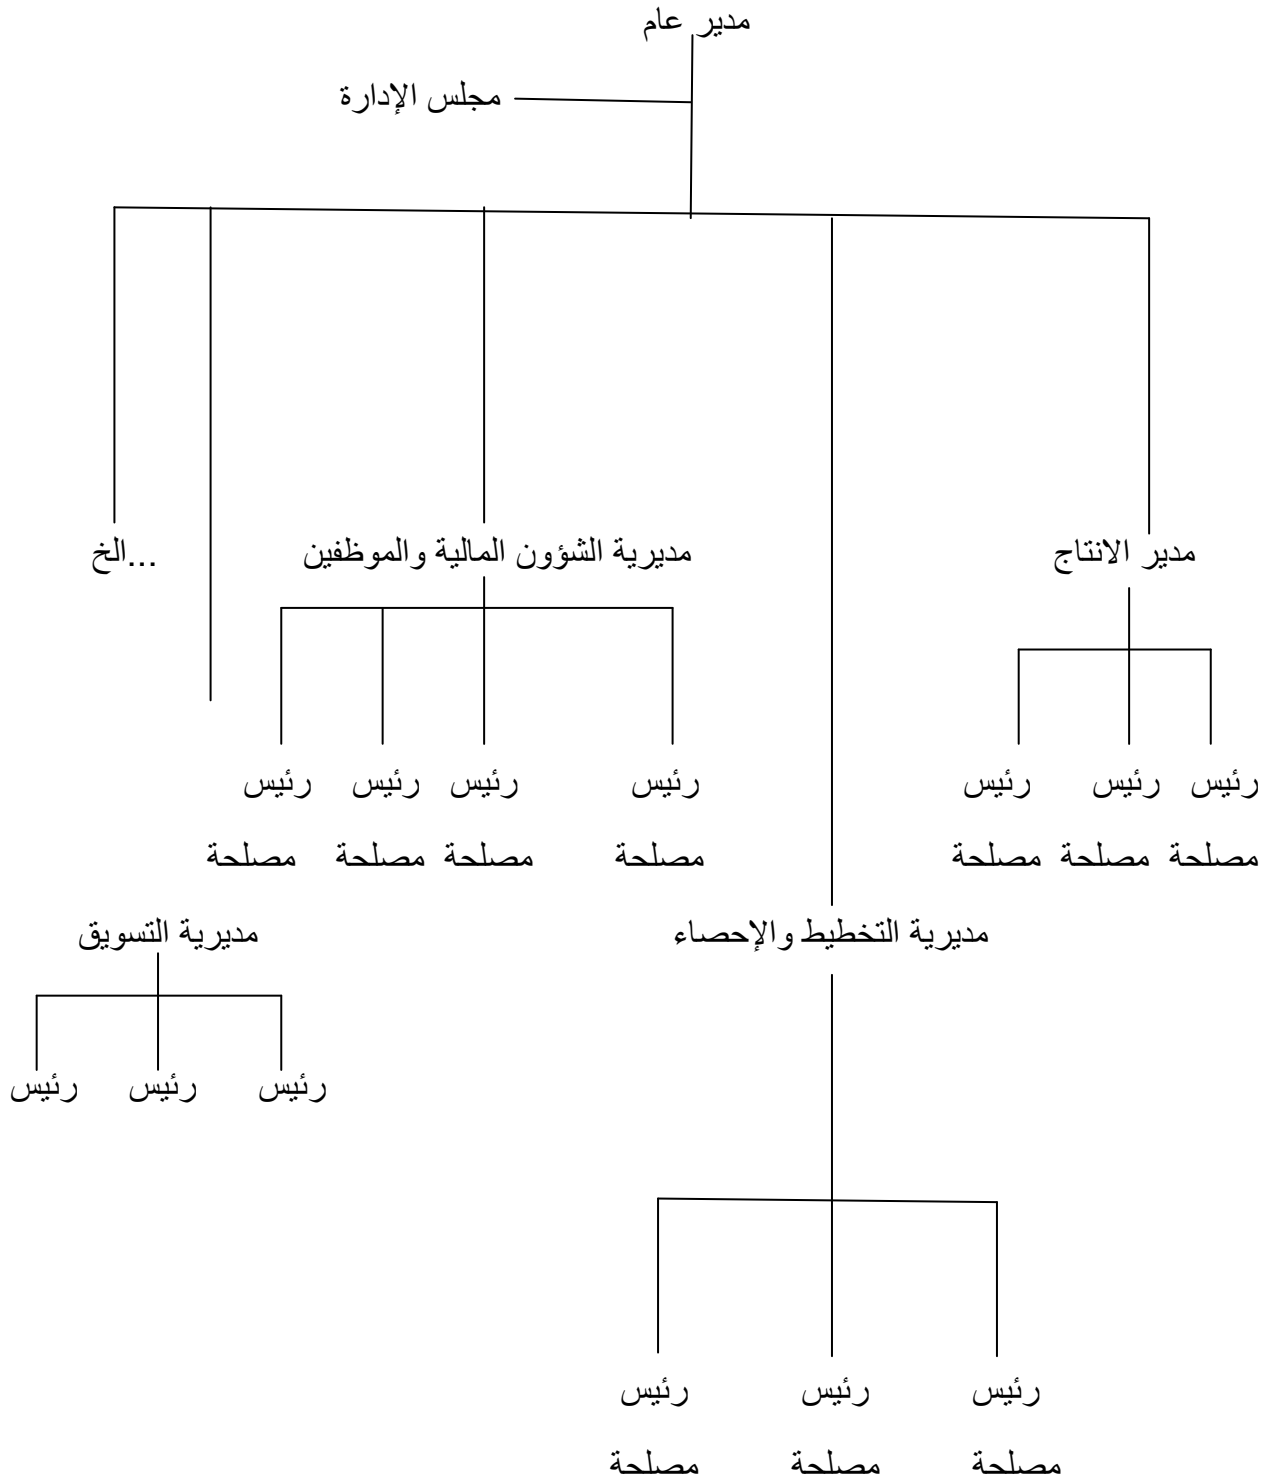 مدير عام
مجلس الإدارة
مدير الانتاج
مديرية الشؤون المالية والموظفين
...الخ
رئيس رئيس رئيس
رئيس رئيس رئيس رئيس
مصلحة مصلحة مصلحة
مصلحة مصلحة مصلحة مصلحة
مديرية التخطيط والإحصاء
مديرية التسويق
رئيس رئيس رئيس
رئيس رئيس رئيس
مصلحة مصلحة مصلحة